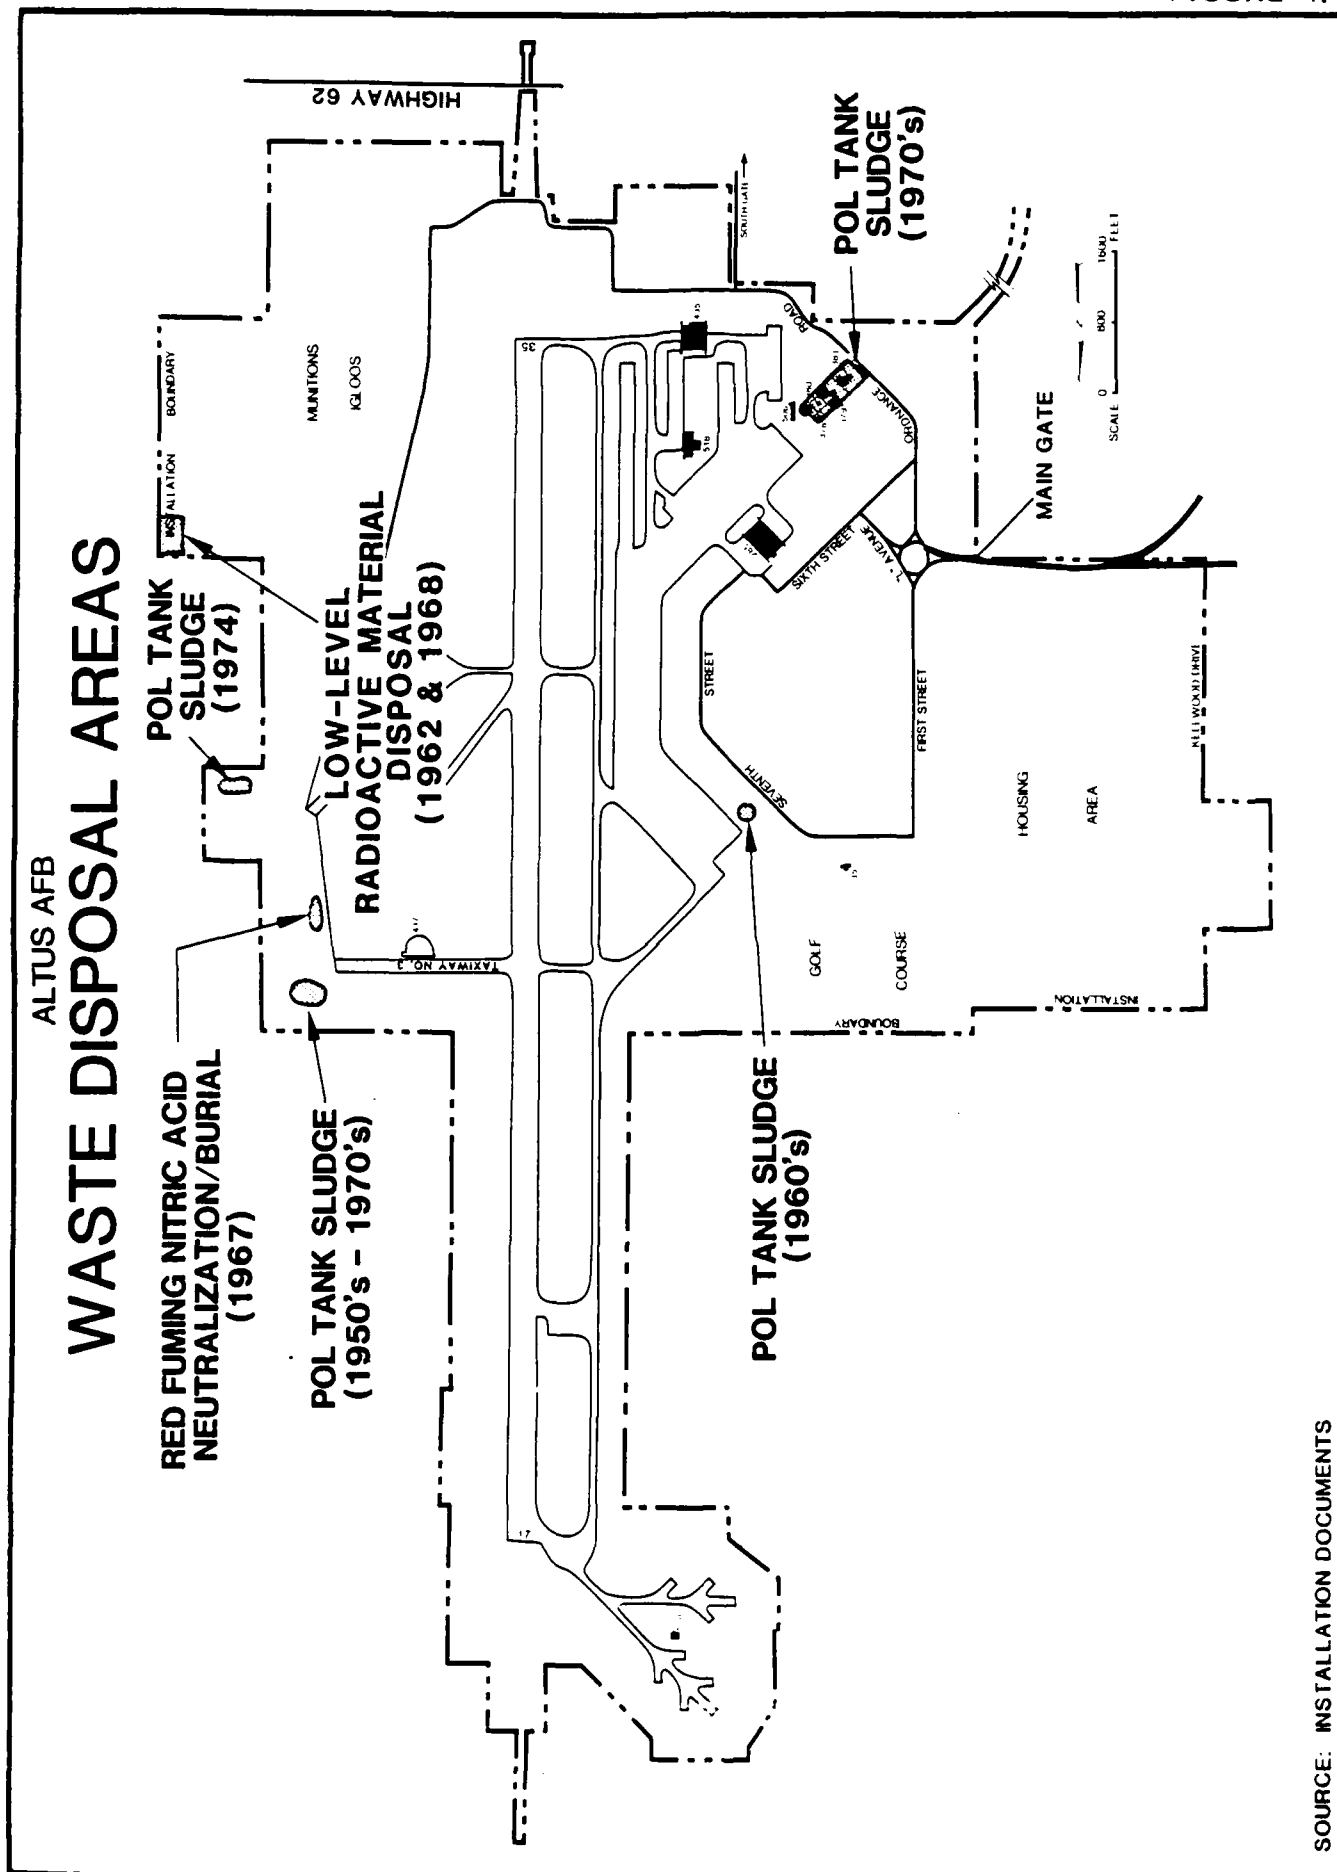 ALTUS AFB
WASTE DISPOSAL AREAS
RED FUMING NITRIC ACID
NEUTRALIZATION/BURIAL
(1967)
POL TANK SLUDGE
(1950's - 1970's)
POL TANK
SLUDGE
(1974)
LOW-LEVEL
RADIOACTIVE MATERIAL
DISPOSAL
(1962 & 1968)
INSTALLATION BOUNDARY
MUNITIONS
IGLOOS
HIGHWAY 62
TAXIWAY NO. 3
17
35
SOUTH GATE
POL TANK
SLUDGE
(1970's)
POL TANK SLUDGE
(1960's)
ORDNANCE
ROAD
SIXTH STREET
"L" AVENUE
SEVENTH
STREET
FIRST STREET
MAIN GATE
GOLF
COURSE
HOUSING
AREA
BOUNDARY
INSTALLATION
SCALE 0 800 1600 FEET
SOURCE: INSTALLATION DOCUMENTS